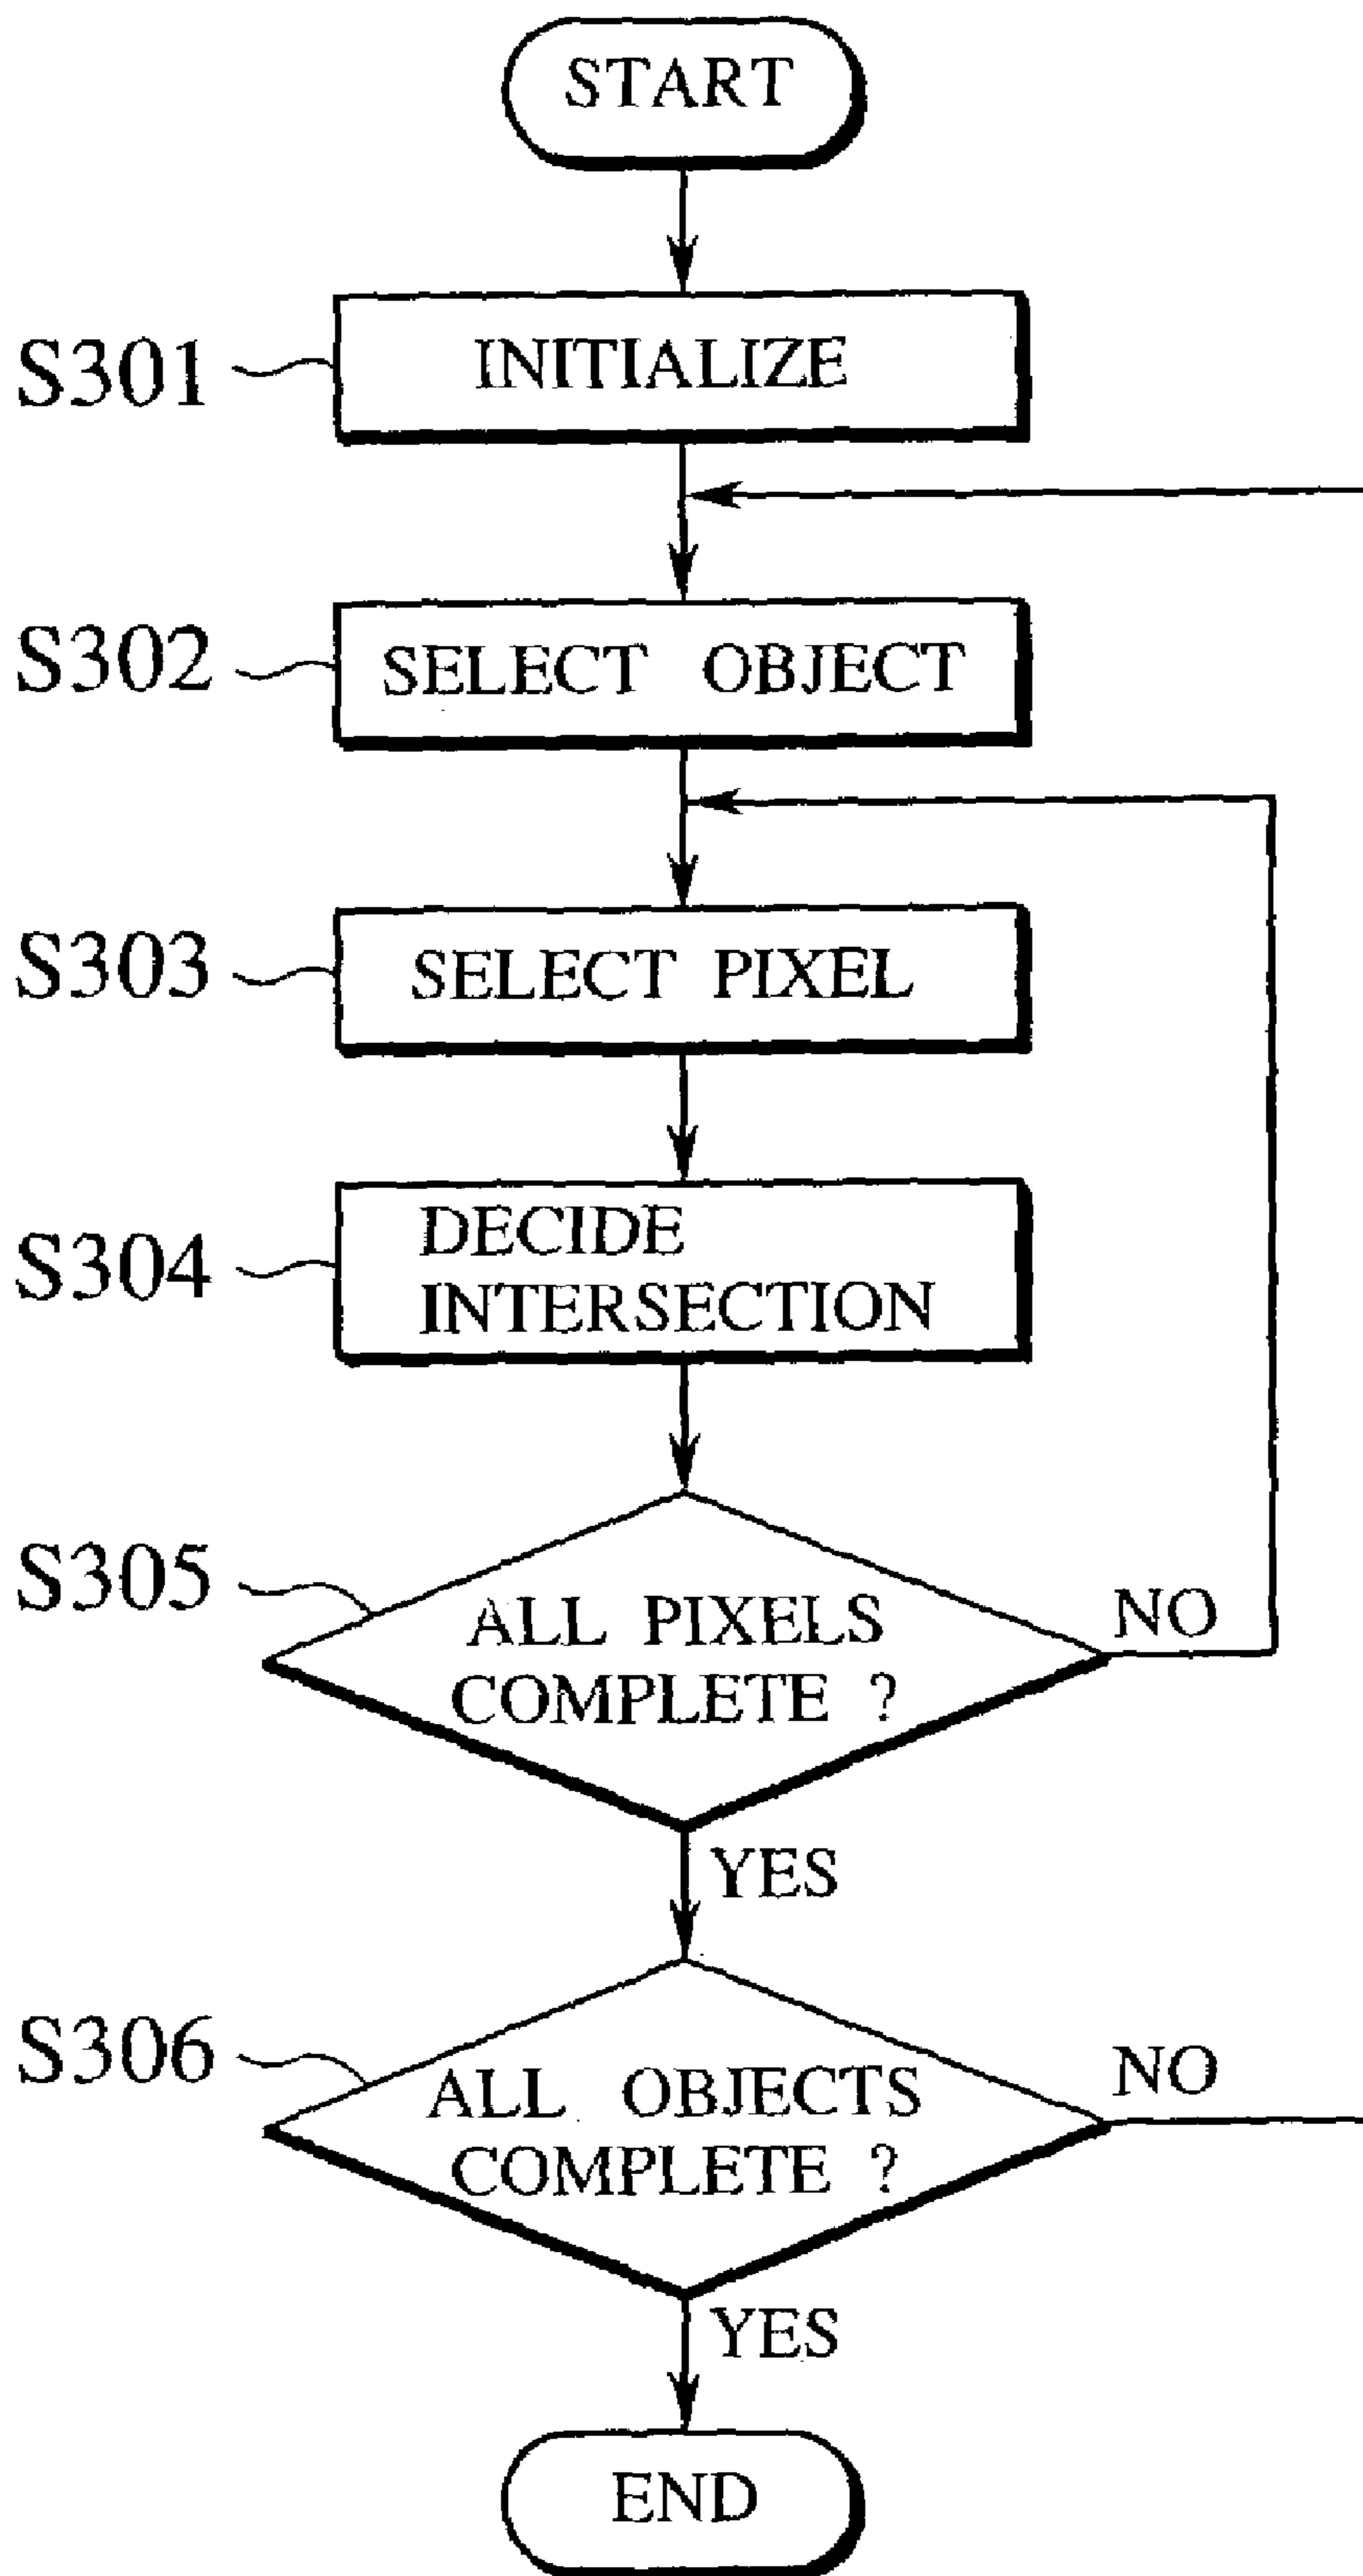 START
S301
INITIALIZE
S302
SELECT OBJECT
S303
SELECT PIXEL
S304
DECIDE
INTERSECTION
S305
ALL PIXELS
COMPLETE ?
NO
YES
S306
ALL OBJECTS
COMPLETE ?
NO
YES
END